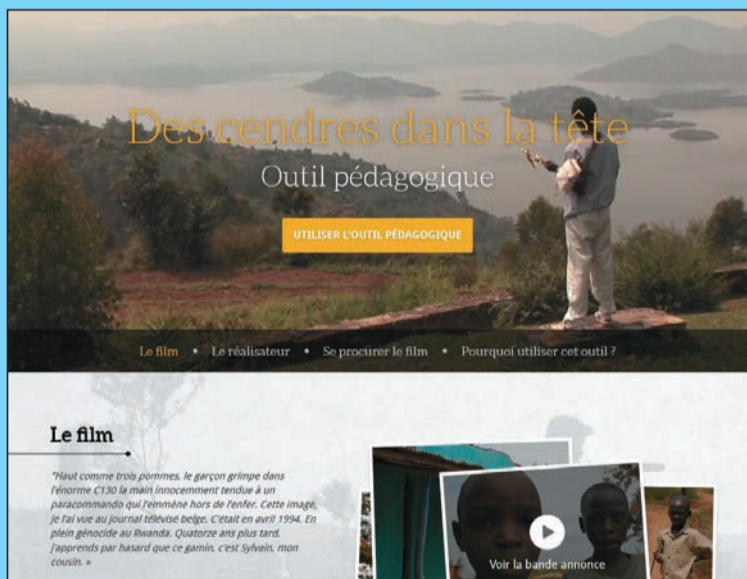 Des cendres dans la tête
Outil pédagogique
UTILISER L'OUTIL PÉDAGOGIQUE
Le film • Le réalisateur • Se procurer le film • Pourquoi utiliser cet outil ?
Le film
"Haut comme trois pommes, le garçon grimpe dans
l'énorme C130 la main innocemment tendue à un
paracommando qui l'emmène hors de l'enfer. Cette image,
je l'ai vue au journal télévisé belge. C'était en avril 1994. En
plein génocide au Rwanda. Quatorze ans plus tard,
j'apprends par hasard que ce gamin, c'est Sylvain, mon
cousin. »
Voir la bande annonce